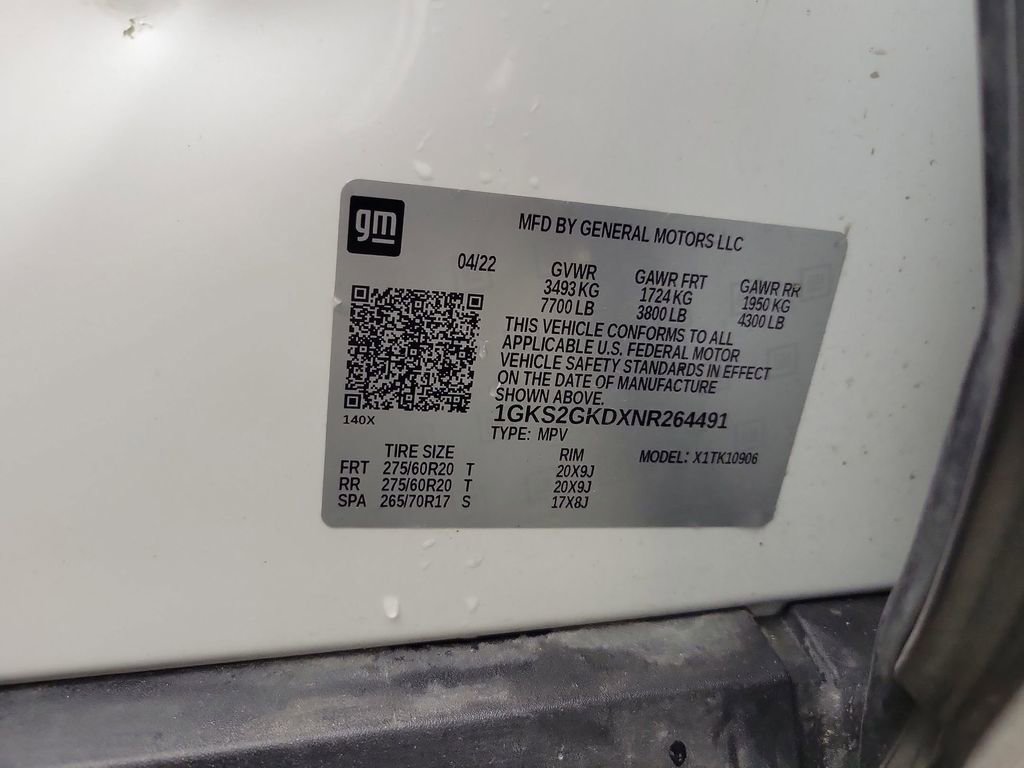 gm
MFD BY GENERAL MOTORS LLC
04/22
GVWR
3493 KG
7700 LB
GAWR FRT
1724 KG
3800 LB
GAWR RR
1950 KG
4300 LB
THIS VEHICLE CONFORMS TO ALL
APPLICABLE U.S. FEDERAL MOTOR
VEHICLE SAFETY STANDARDS IN EFFECT
ON THE DATE OF MANUFACTURE
SHOWN ABOVE.
1GKS2GKDXNR264491
140X
TYPE: MPV
MODEL: X1TK10906
TIRE SIZE RIM
FRT 275/60R20 T 20X9J
RR 275/60R20 T 20X9J
SPA 265/70R17 S 17X8J